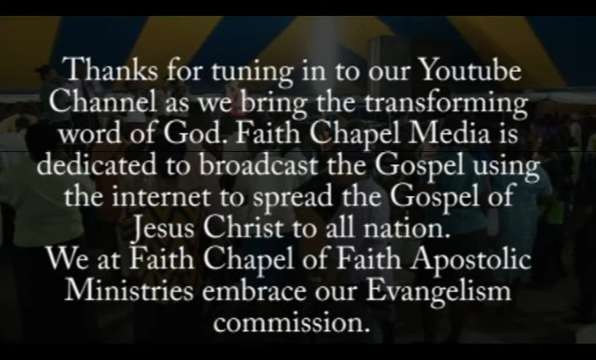 Thanks for tuning in to our Youtube
Channel as we bring the transforming
word of God. Faith Chapel Media is
dedicated to broadcast the Gospel using
the internet to spread the Gospel of
Jesus Christ to all nation.
We at Faith Chapel of Faith Apostolic
Ministries embrace our Evangelism
commission.